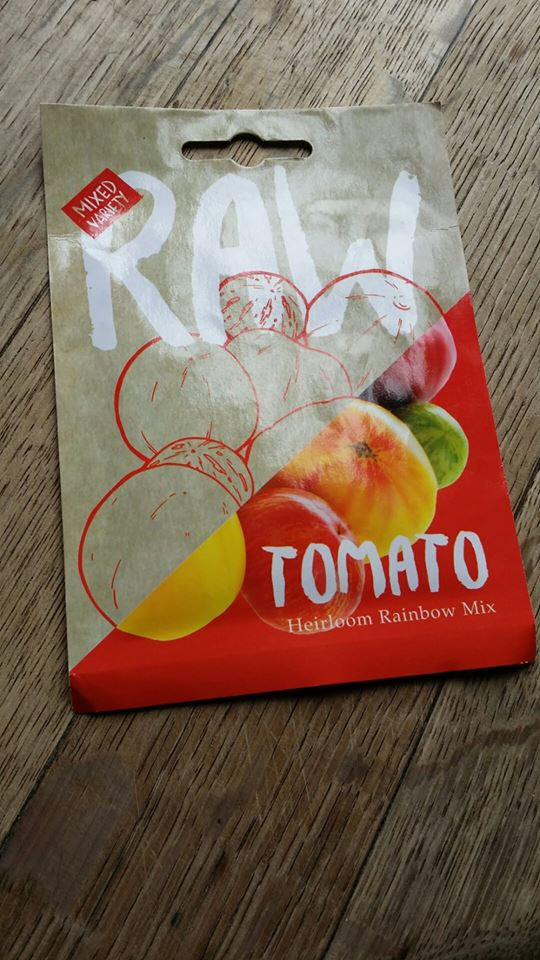 MIXED
VARIETY
RAW
TOMATO
Heirloom Rainbow Mix